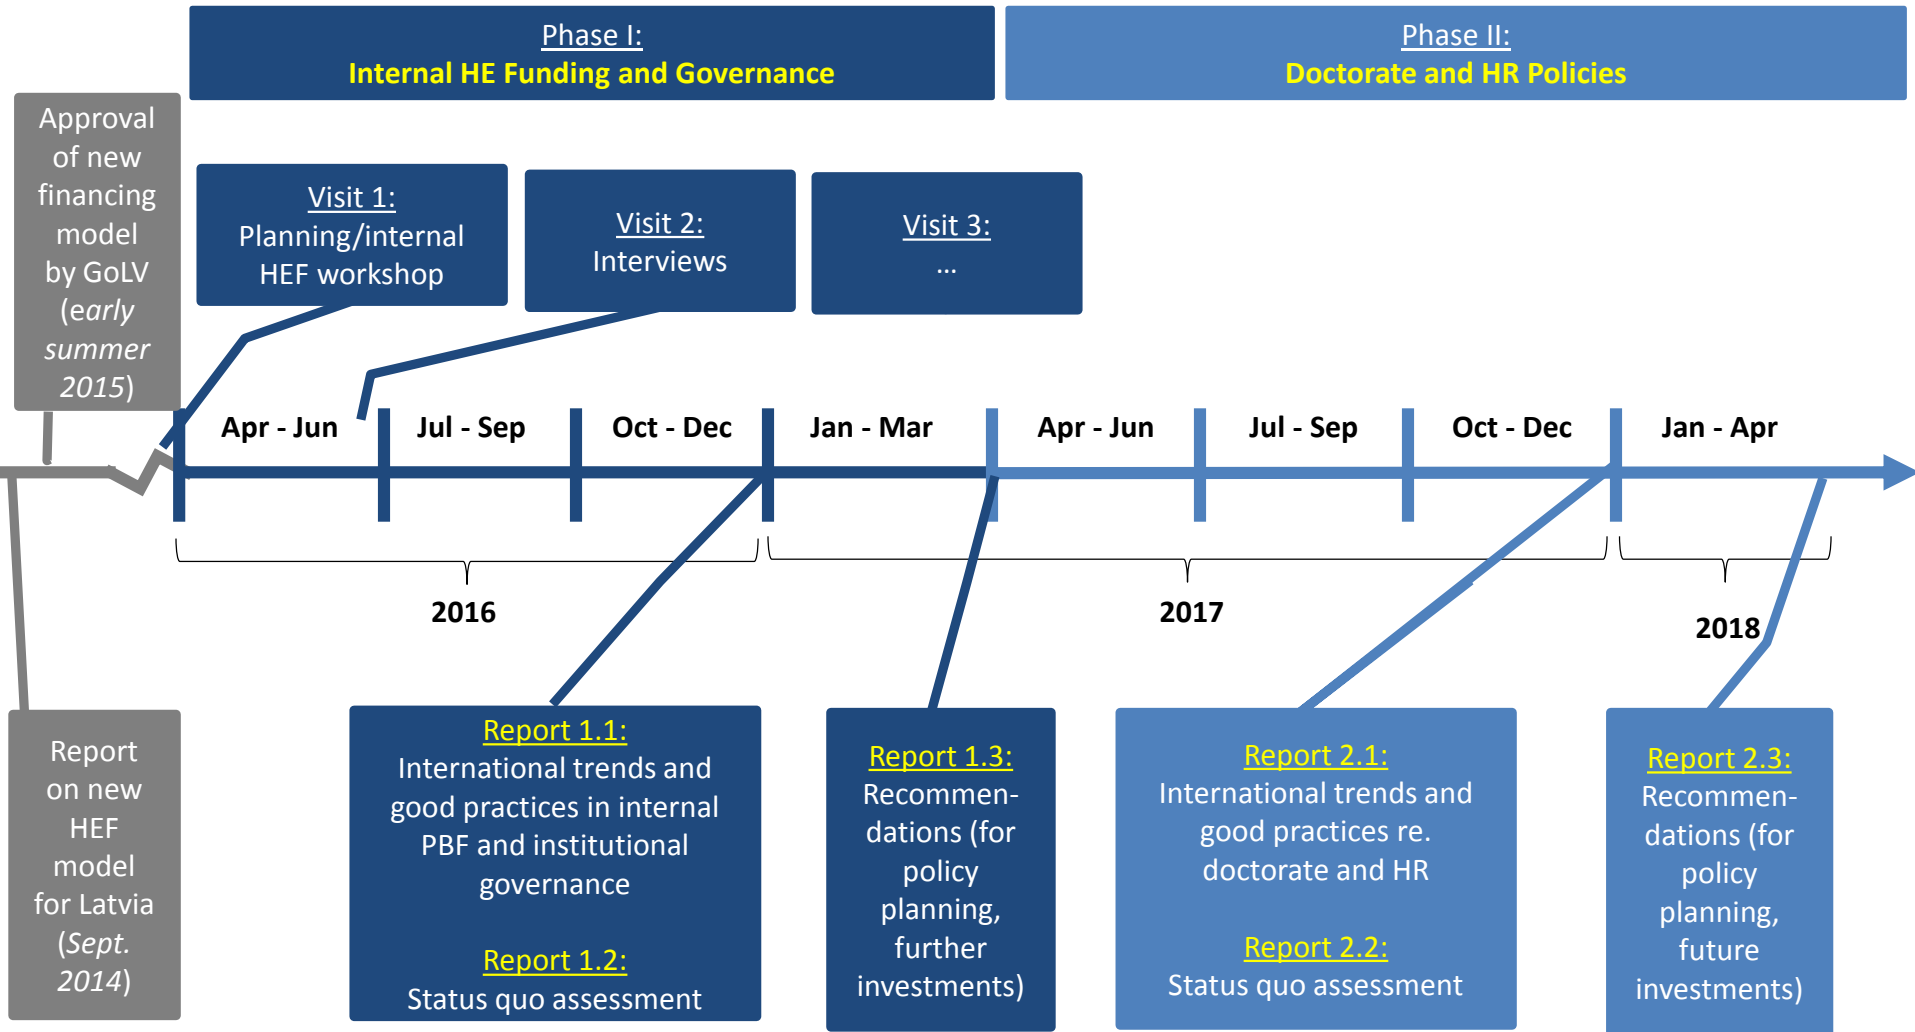 Phase I:
Internal HE Funding and Governance
Phase II:
Doctorate and HR Policies
Approval
of new
financing
model
by GoLV
(early
summer
2015)
Visit 1:
Planning/internal
HEF workshop
Visit 2:
Interviews
Visit 3:
...
Apr - Jun
Jul - Sep
Oct - Dec
Jan - Mar
Apr - Jun
Jul - Sep
Oct - Dec
Jan - Apr
2016
2017
2018
Report
on new
HEF
model
for Latvia
(Sept.
2014)
Report 1.1:
International trends and
good practices in internal
PBF and institutional
governance
Report 1.2:
Status quo assessment
Report 1.3:
Recommen-
dations (for
policy
planning,
further
investments)
Report 2.1:
International trends and
good practices re.
doctorate and HR
Report 2.2:
Status quo assessment
Report 2.3:
Recommen-
dations (for
policy
planning,
future
investments)